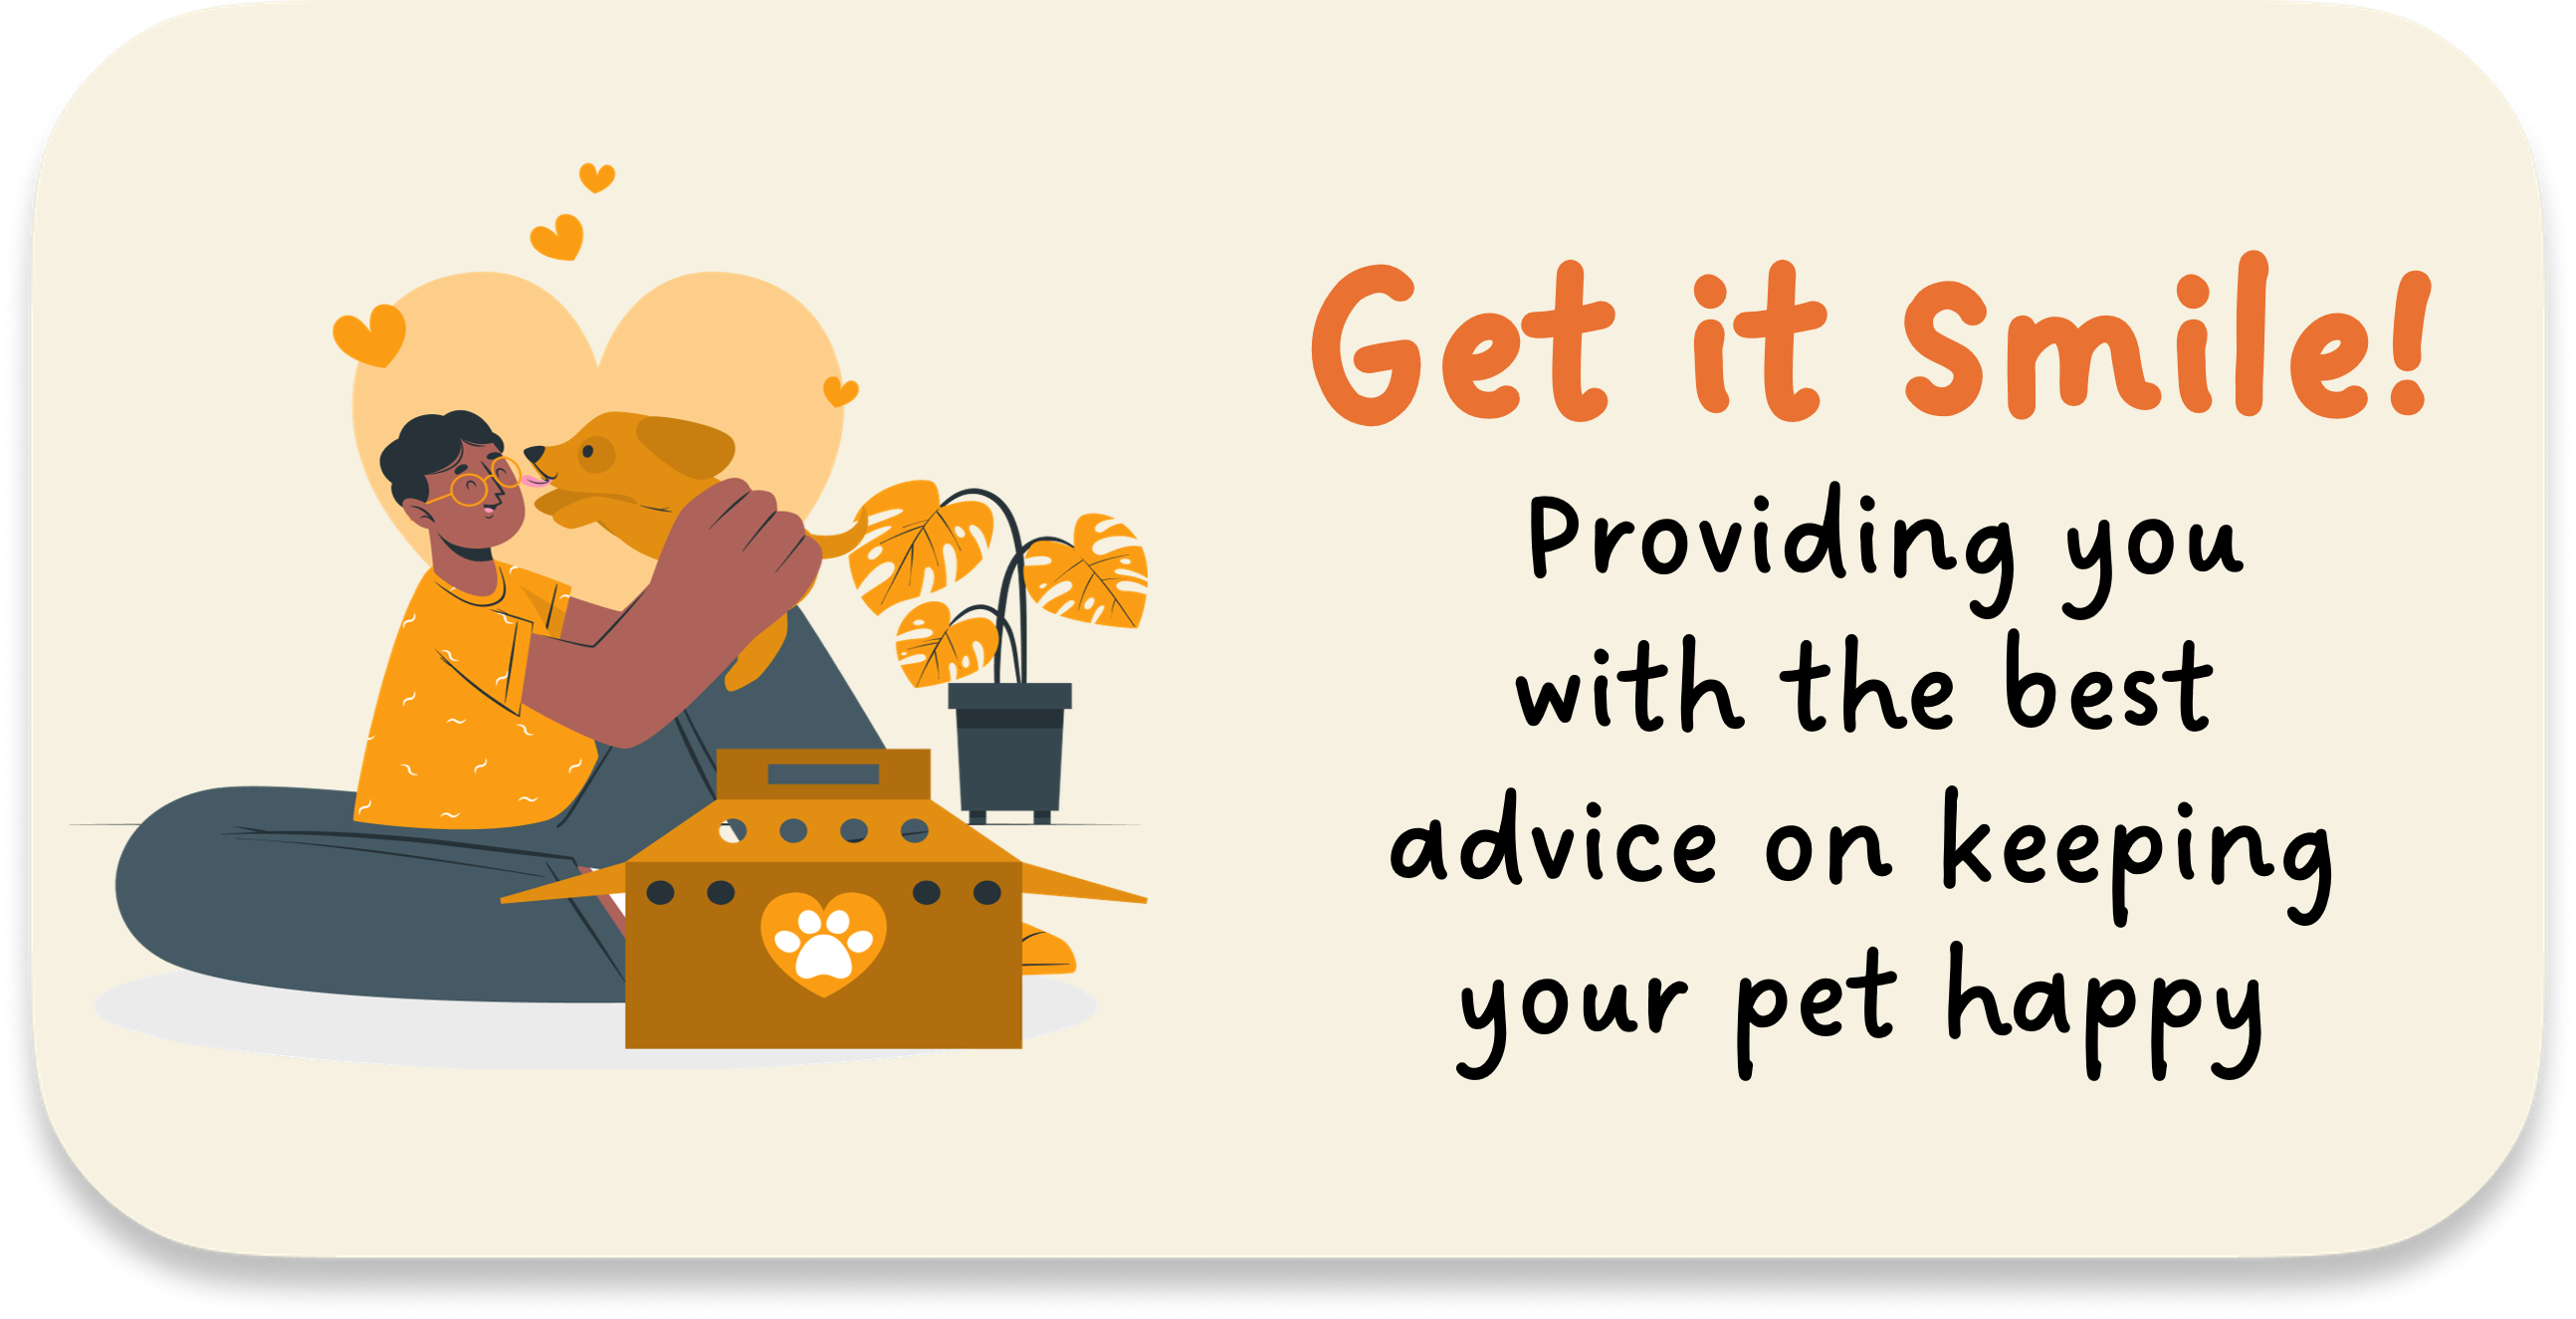 Get it Smile!
Providing you
with the best
advice on keeping
your pet happy